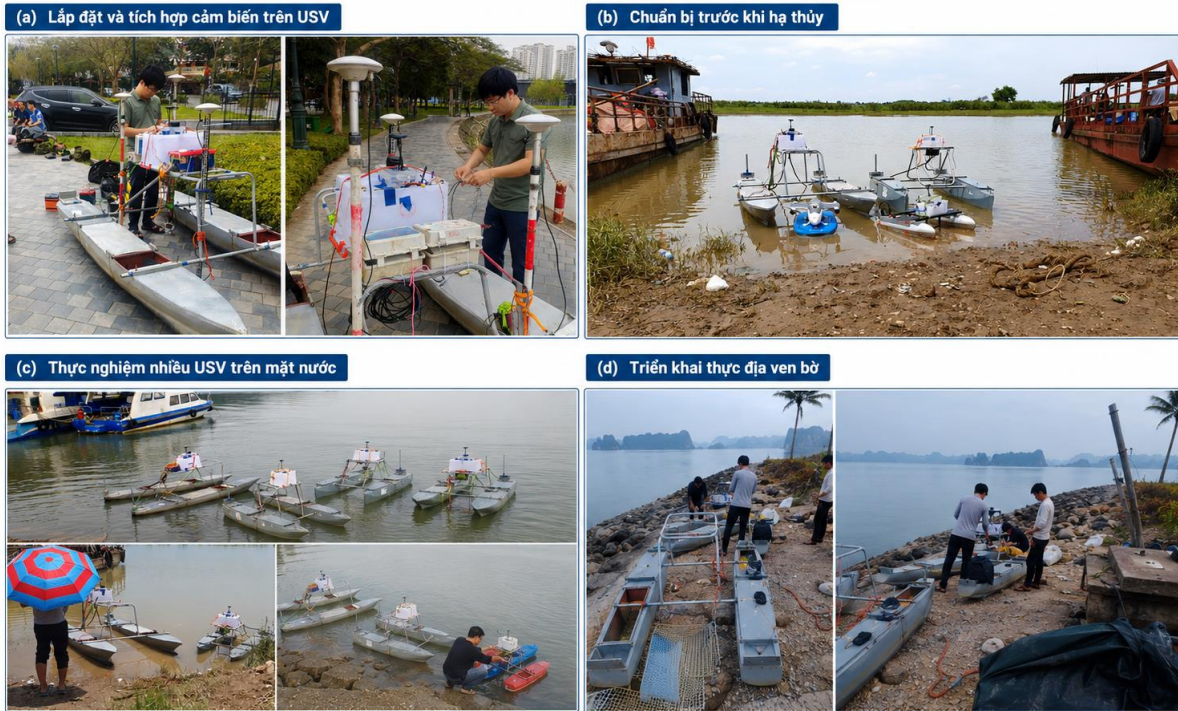 (a) Lắp đặt và tích hợp cảm biến trên USV
(b) Chuẩn bị trước khi hạ thủy
(c) Thực nghiệm nhiều USV trên mặt nước
(d) Triển khai thực địa ven bờ